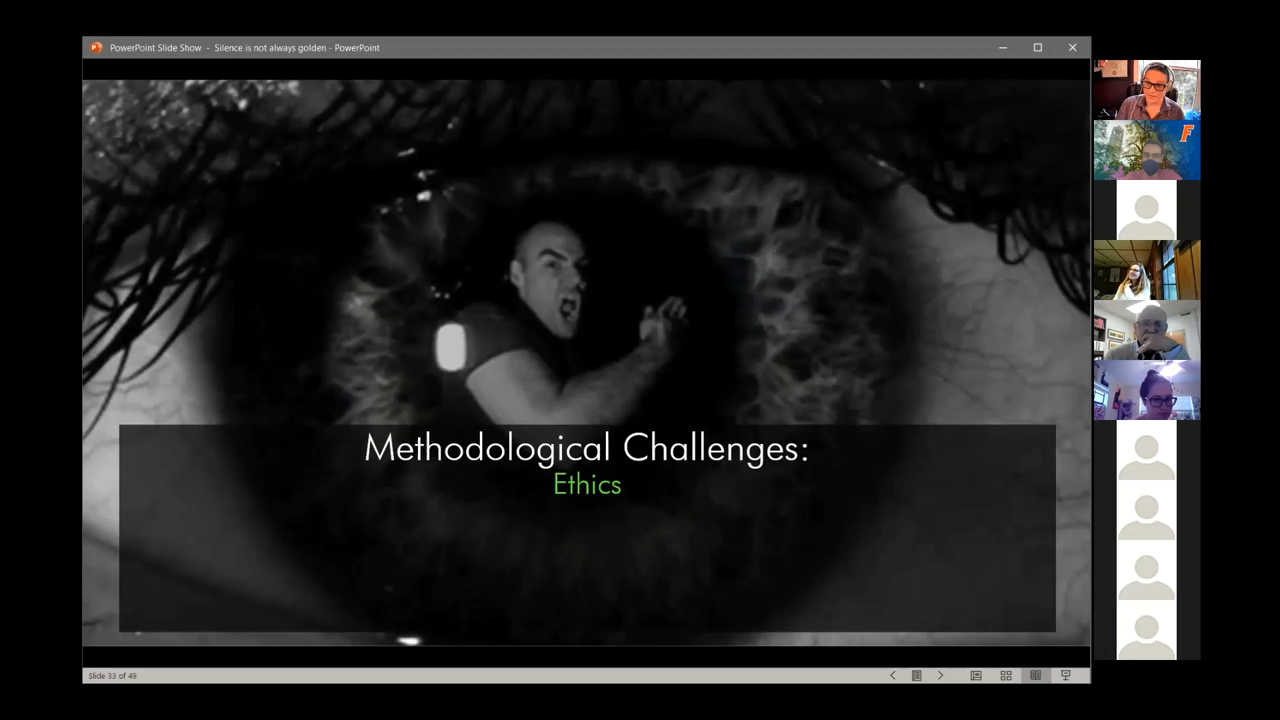 PowerPoint Slide Show - Silence is not always golden - PowerPoint
F
Methodological Challenges:
Ethics
Slide 33 of 49